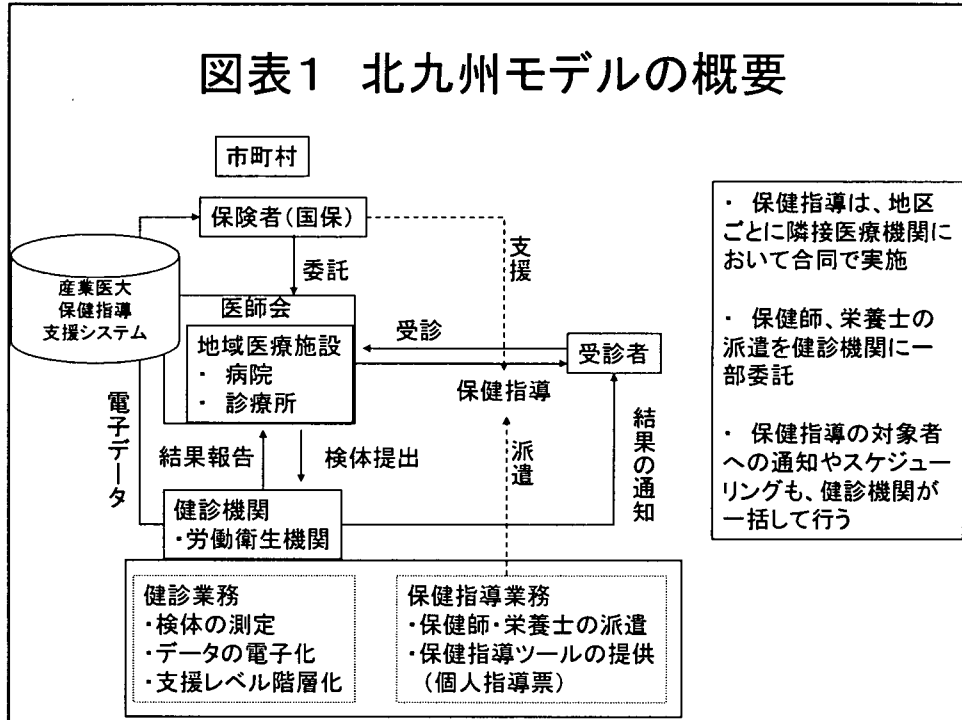 図表1 北九州モデルの概要
市町村
保険者(国保)
委託
支援
産業医大
保健指導
支援システム
医師会
地域医療施設
・ 病院
・ 診療所
受診
受診者
保健指導
電子データ
結果報告
検体提出
派遣
結果の通知
健診機関
・労働衛生機関
健診業務
・検体の測定
・データの電子化
・支援レベル階層化
保健指導業務
・保健師・栄養士の派遣
・保健指導ツールの提供
(個人指導票)
・ 保健指導は、地区
ごとに隣接医療機関に
おいて合同で実施
・ 保健師、栄養士の
派遣を健診機関に一
部委託
・ 保健指導の対象者
への通知やスケジュー
リングも、健診機関が
一括して行う